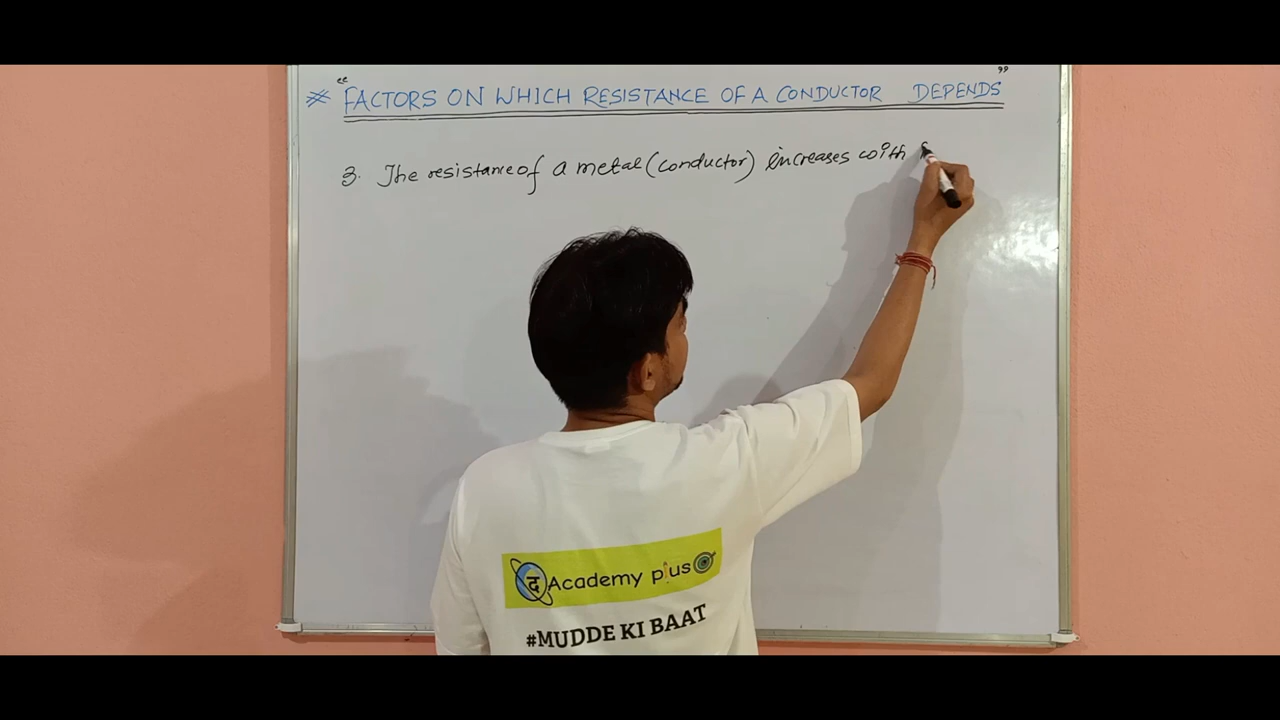 “FACTORS ON WHICH RESISTANCE OF A CONDUCTOR DEPENDS”
3. The resistance of a metal (conductor) increases with
द Academy plus
#MUDDE KI BAAT